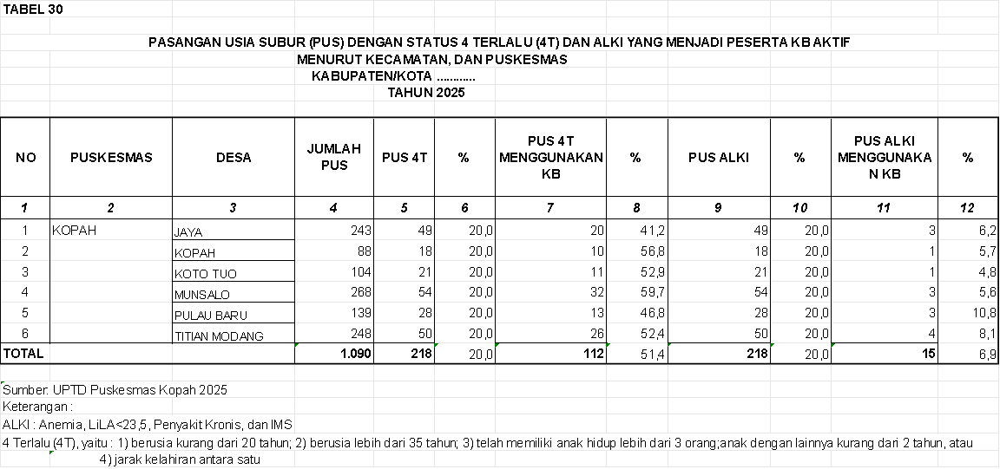 TABEL 30
PASANGAN USIA SUBUR (PUS) DENGAN STATUS 4 TERLALU (4T) DAN ALKI YANG MENJADI PESERTA KB AKTIF
MENURUT KECAMATAN, DAN PUSKESMAS
KABUPATEN/KOTA ............
TAHUN 2025
NO PUSKESMAS DESA JUMLAH PUS PUS 4T % PUS 4T MENGGUNAKAN KB % PUS ALKI % PUS ALKI MENGGUNAKA N KB %
1 2 3 4 5 6 7 8 9 10 11 12
1 KOPAH JAYA 243 49 20,0 20 41,2 49 20,0 3 6,2
2 KOPAH 88 18 20,0 10 56,8 18 20,0 1 5,7
3 KOTO TUO 104 21 20,0 11 52,9 21 20,0 1 4,8
4 MUNSALO 268 54 20,0 32 59,7 54 20,0 3 5,6
5 PULAU BARU 139 28 20,0 13 46,8 28 20,0 3 10,8
6 TITIAN MODANG 248 50 20,0 26 52,4 50 20,0 4 8,1
TOTAL 1.090 218 20,0 112 51,4 218 20,0 15 6,9
Sumber: UPTD Puskesmas Kopah 2025
Keterangan :
ALKI : Anemia, LiLA<23,5, Penyakit Kronis, dan IMS
4 Terlalu (4T), yaitu : 1) berusia kurang dari 20 tahun; 2) berusia lebih dari 35 tahun; 3) telah memiliki anak hidup lebih dari 3 orang;anak dengan lainnya kurang dari 2 tahun, atau
4) jarak kelahiran antara satu